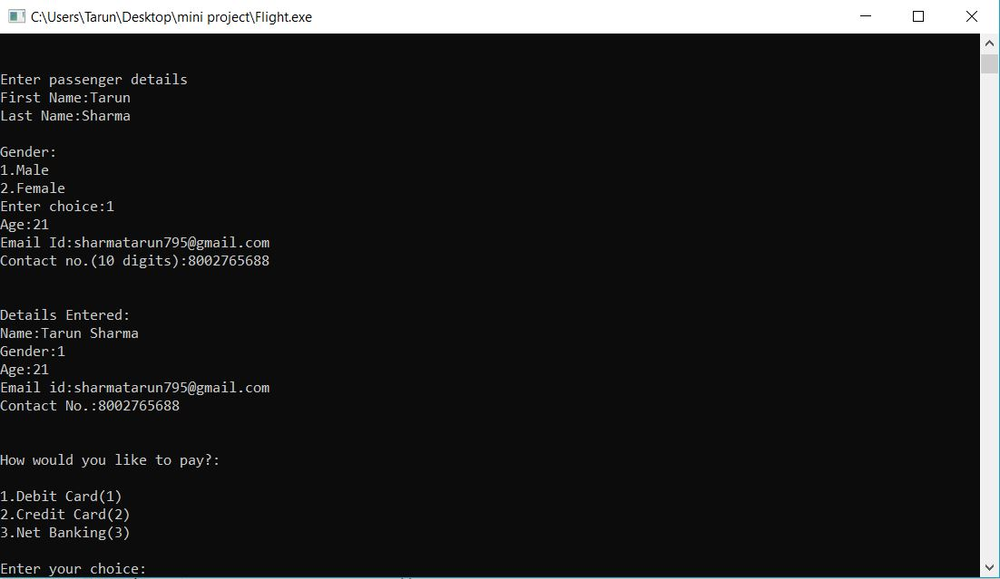 C:\Users\Tarun\Desktop\mini project\Flight.exe
Enter passenger details
First Name:Tarun
Last Name:Sharma
Gender:
1.Male
2.Female
Enter choice:1
Age:21
Email Id:sharmatarun795@gmail.com
Contact no.(10 digits):8002765688
Details Entered:
Name:Tarun Sharma
Gender:1
Age:21
Email id:sharmatarun795@gmail.com
Contact No.:8002765688
How would you like to pay?:
1.Debit Card(1)
2.Credit Card(2)
3.Net Banking(3)
Enter your choice: